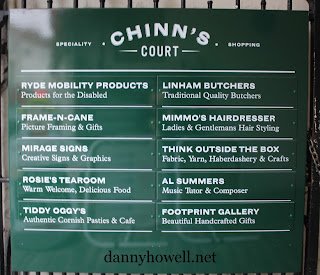 CHINN'S
SPECIALITY • COURT • SHOPPING
RYDE MOBILITY PRODUCTS
Products for the Disabled
FRAME-N-CANE
Picture Framing & Gifts
MIRAGE SIGNS
Creative Signs & Graphics
ROSIE'S TEAROOM
Warm Welcome, Delicious Food
TIDDY OGGY'S
Authentic Cornish Pasties & Cafe
LINHAM BUTCHERS
Traditional Quality Butchers
MIMMO'S HAIRDRESSER
Ladies & Gentlemans Hair Styling
THINK OUTSIDE THE BOX
Fabric, Yarn, Haberdashery & Crafts
AL SUMMERS
Music Tutor & Composer
FOOTPRINT GALLERY
Beautiful Handcrafted Gifts
dannyhowell.net